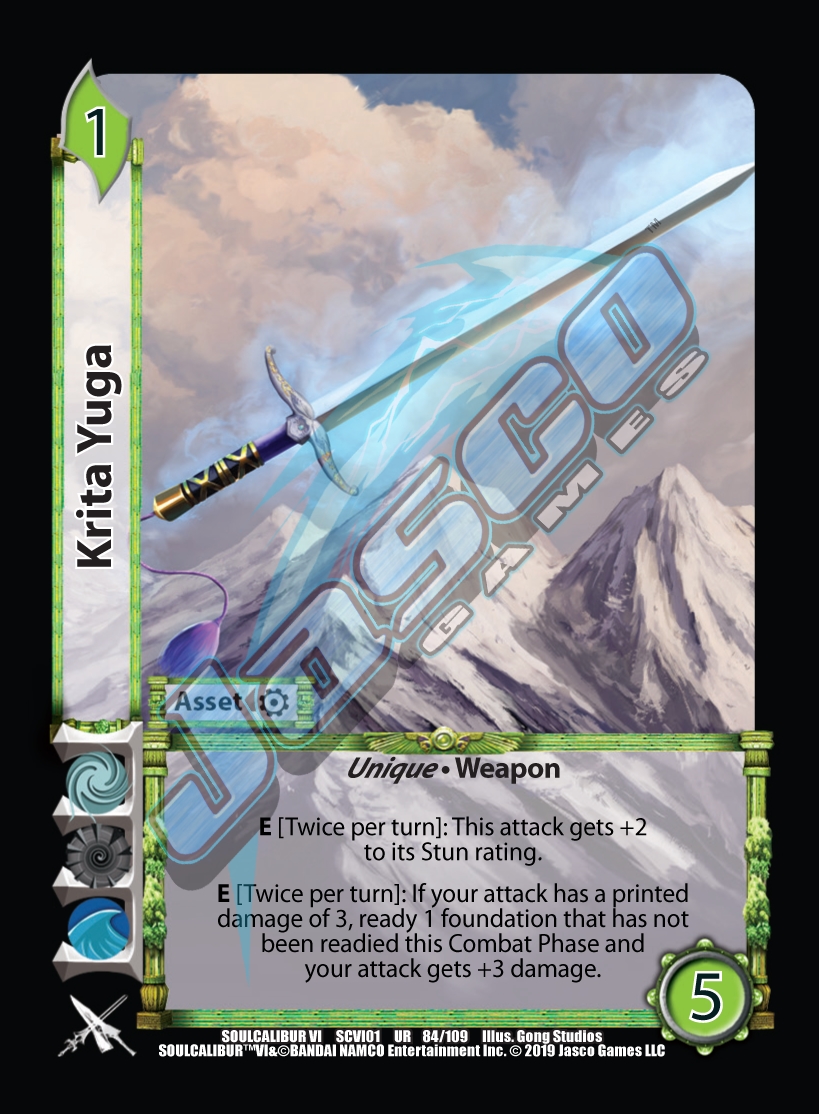 1
Krita Yuga
TM
JASCO
GAMES
Asset
Unique • Weapon
E [Twice per turn]: This attack gets +2
to its Stun rating.
E [Twice per turn]: If your attack has a printed
damage of 3, ready 1 foundation that has not
been readied this Combat Phase and
your attack gets +3 damage.
5
SOULCALIBUR VI SCVI01 UR 84/109 Illus. Gong Studios
SOULCALIBUR™VI&©BANDAI NAMCO Entertainment Inc. © 2019 Jasco Games LLC